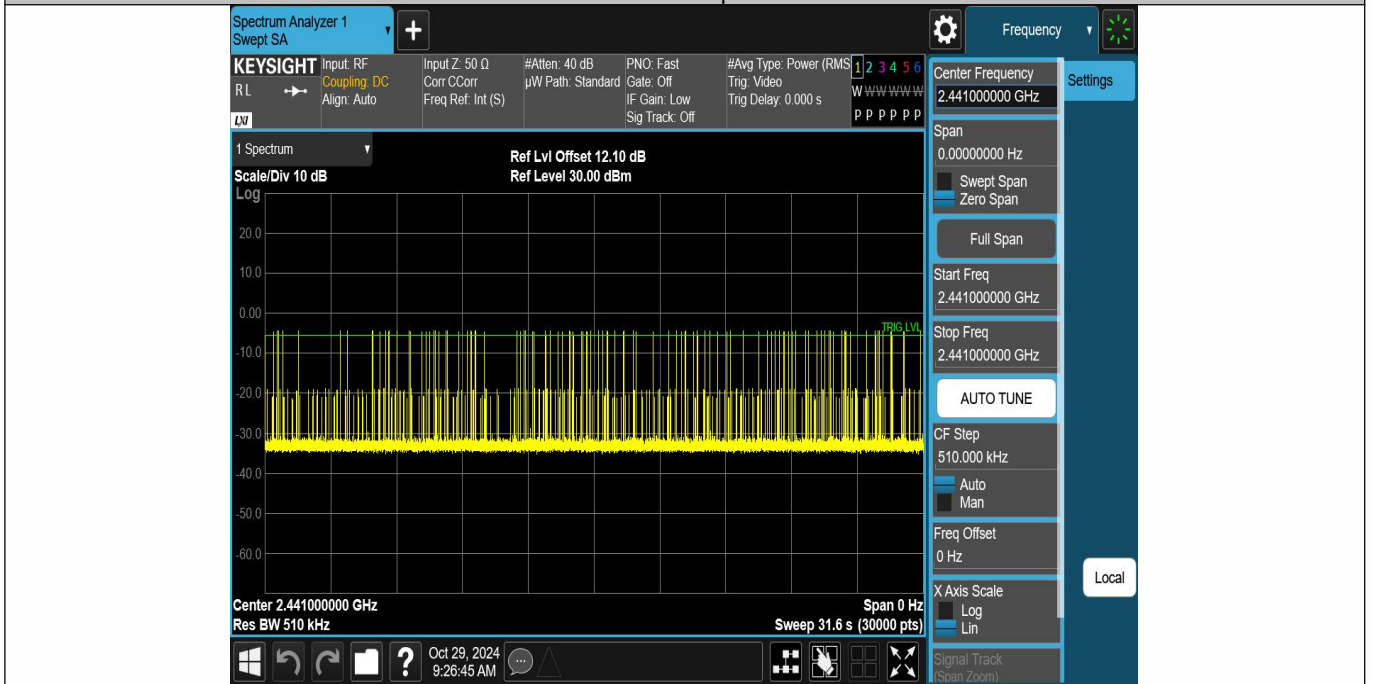 Spectrum Analyzer 1
Swept SA
+
Frequency
KEYSIGHT
RL
LXI
Input: RF
Coupling: DC
Align: Auto
Input Z: 50 Ω
Corr CCorr
Freq Ref: Int (S)
#Atten: 40 dB
µW Path: Standard
PNO: Fast
Gate: Off
IF Gain: Low
Sig Track: Off
#Avg Type: Power (RMS
Trig: Video
Trig Delay: 0.000 s
1 2 3 4 5 6
W W W W W W
P P P P P P
1 Spectrum
Scale/Div 10 dB
Ref Lvl Offset 12.10 dB
Ref Level 30.00 dBm
Log
20.0
10.0
0.00
TRIG LVL
-10.0
-20.0
-30.0
-40.0
-50.0
-60.0
Center 2.441000000 GHz
Res BW 510 kHz
Span 0 Hz
Sweep 31.6 s (30000 pts)
Center Frequency
2.441000000 GHz
Settings
Span
0.00000000 Hz
Swept Span
Zero Span
Full Span
Start Freq
2.441000000 GHz
Stop Freq
2.441000000 GHz
AUTO TUNE
CF Step
510.000 kHz
Auto
Man
Freq Offset
0 Hz
X Axis Scale
Log
Lin
Signal Track
(Span Zoom)
Local
?
Oct 29, 2024
9:26:45 AM